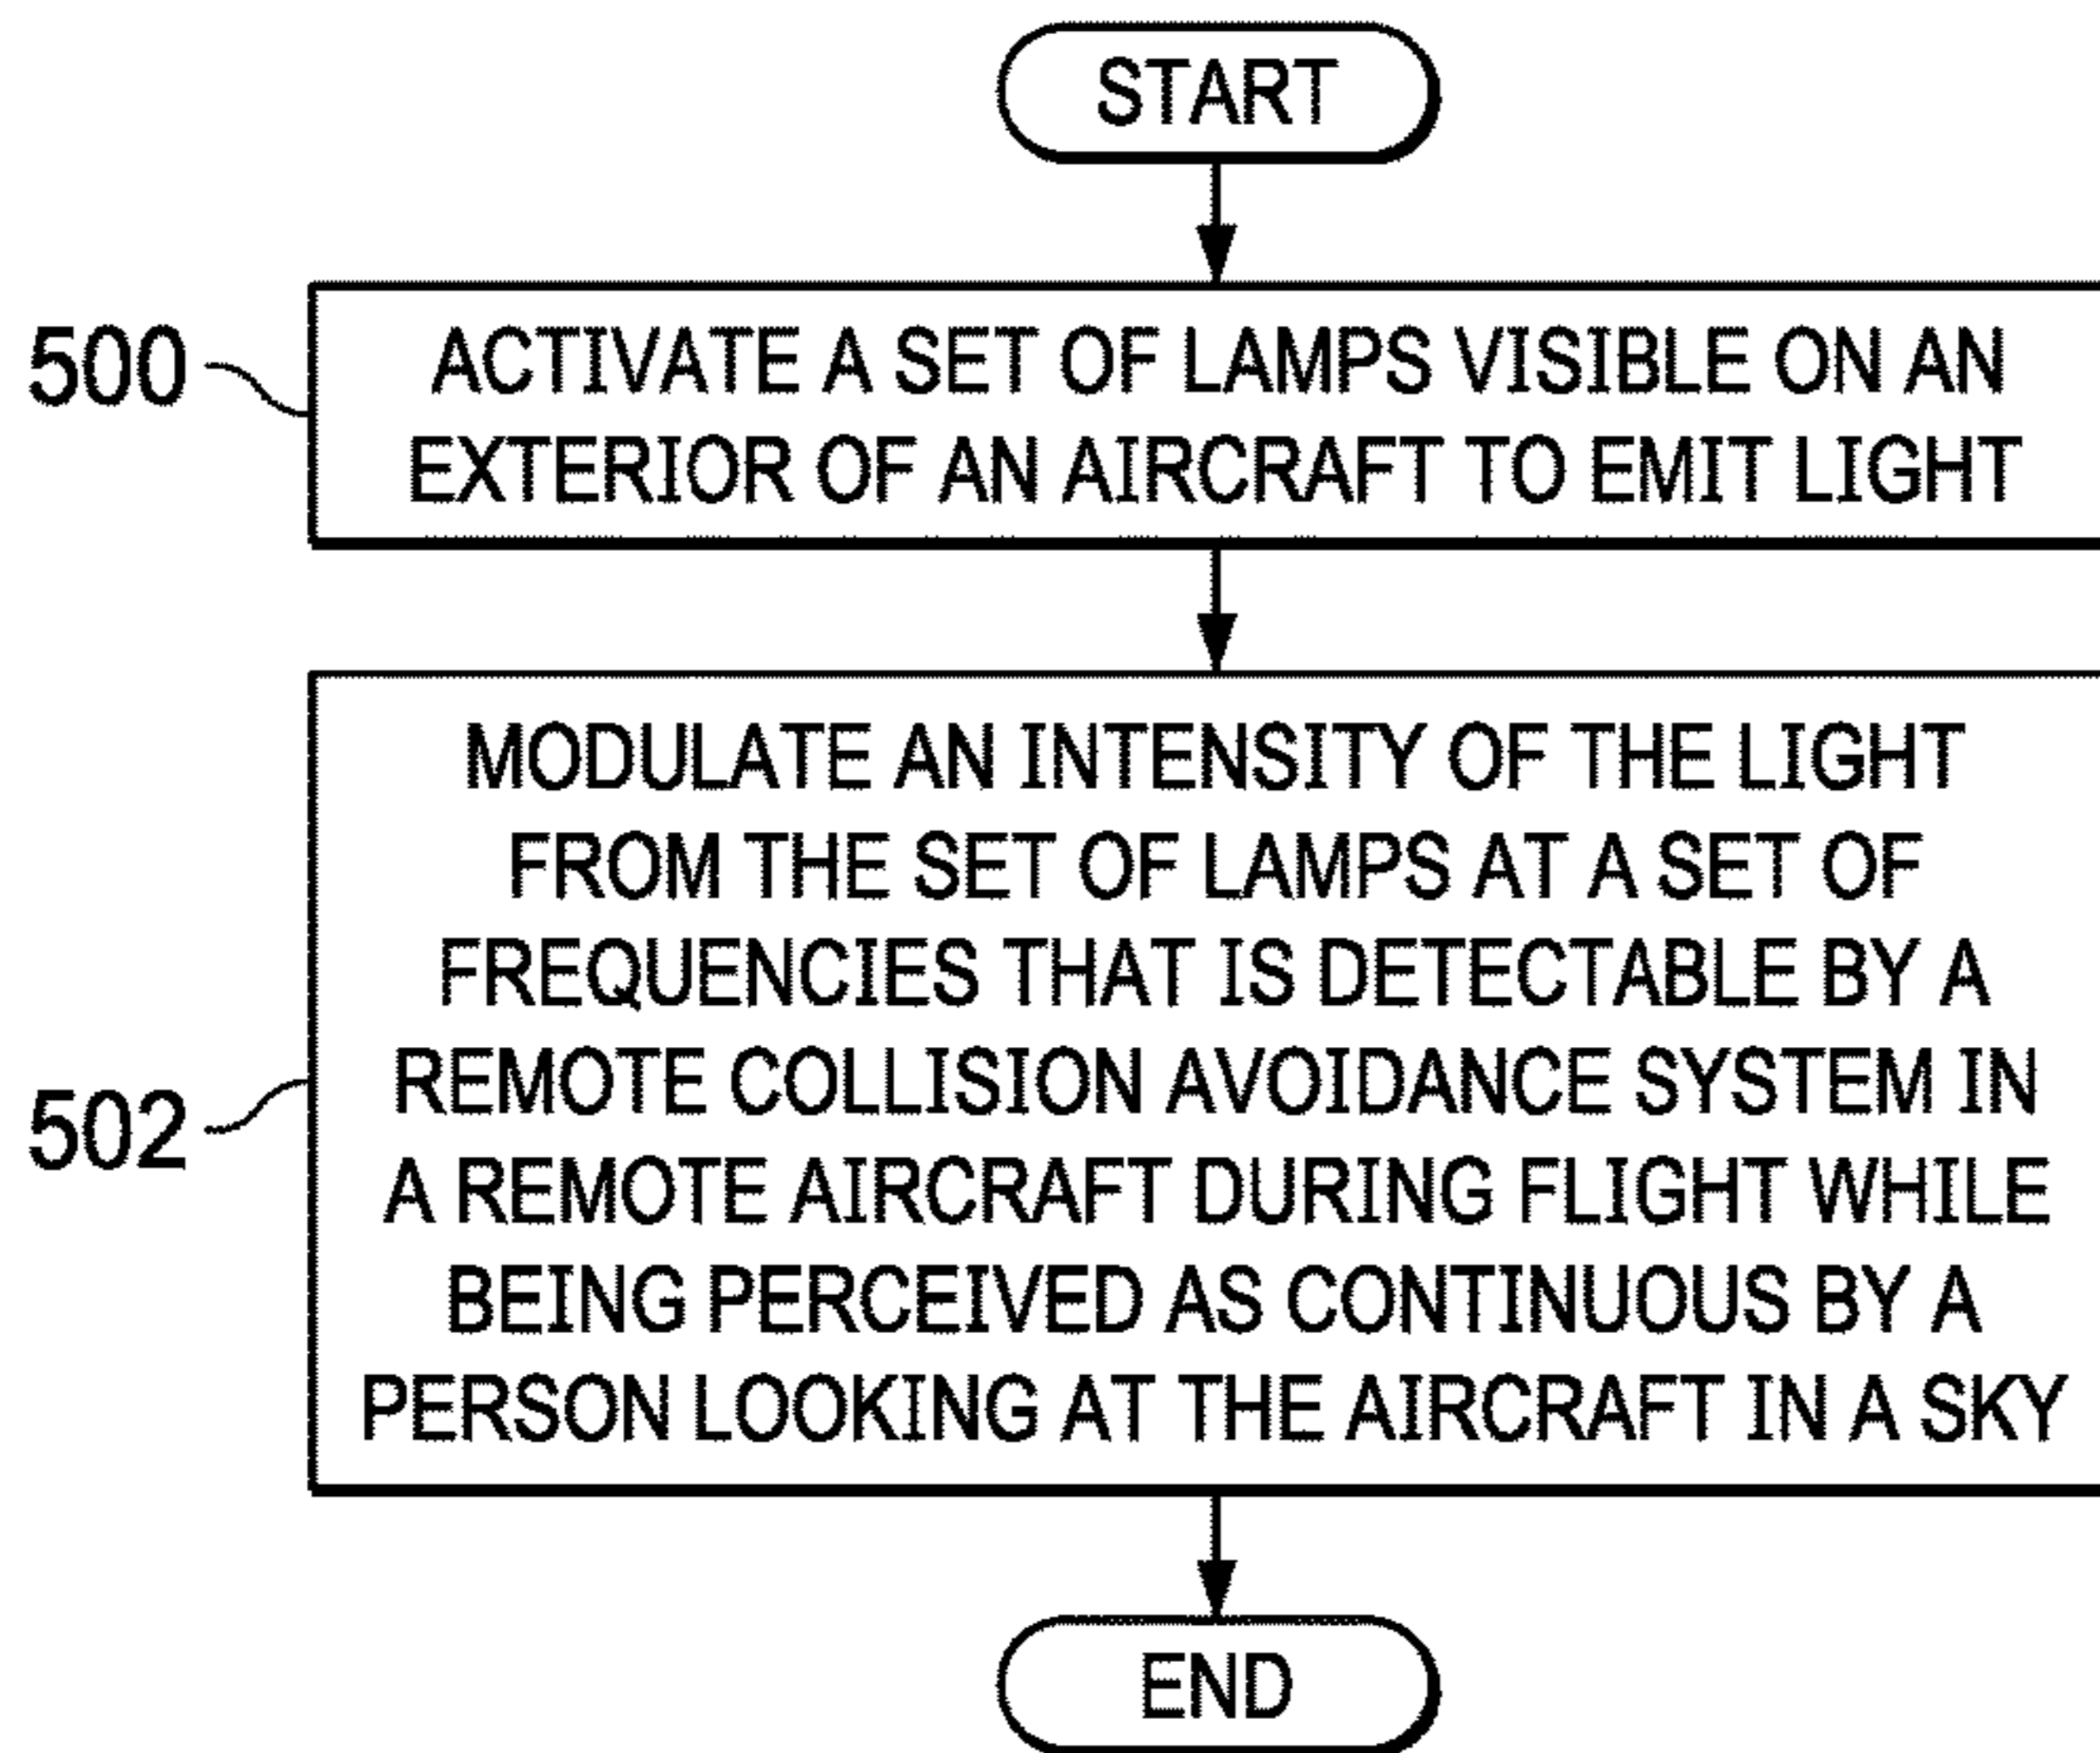 START
500
ACTIVATE A SET OF LAMPS VISIBLE ON AN
EXTERIOR OF AN AIRCRAFT TO EMIT LIGHT
502
MODULATE AN INTENSITY OF THE LIGHT
FROM THE SET OF LAMPS AT A SET OF
FREQUENCIES THAT IS DETECTABLE BY A
REMOTE COLLISION AVOIDANCE SYSTEM IN
A REMOTE AIRCRAFT DURING FLIGHT WHILE
BEING PERCEIVED AS CONTINUOUS BY A
PERSON LOOKING AT THE AIRCRAFT IN A SKY
END